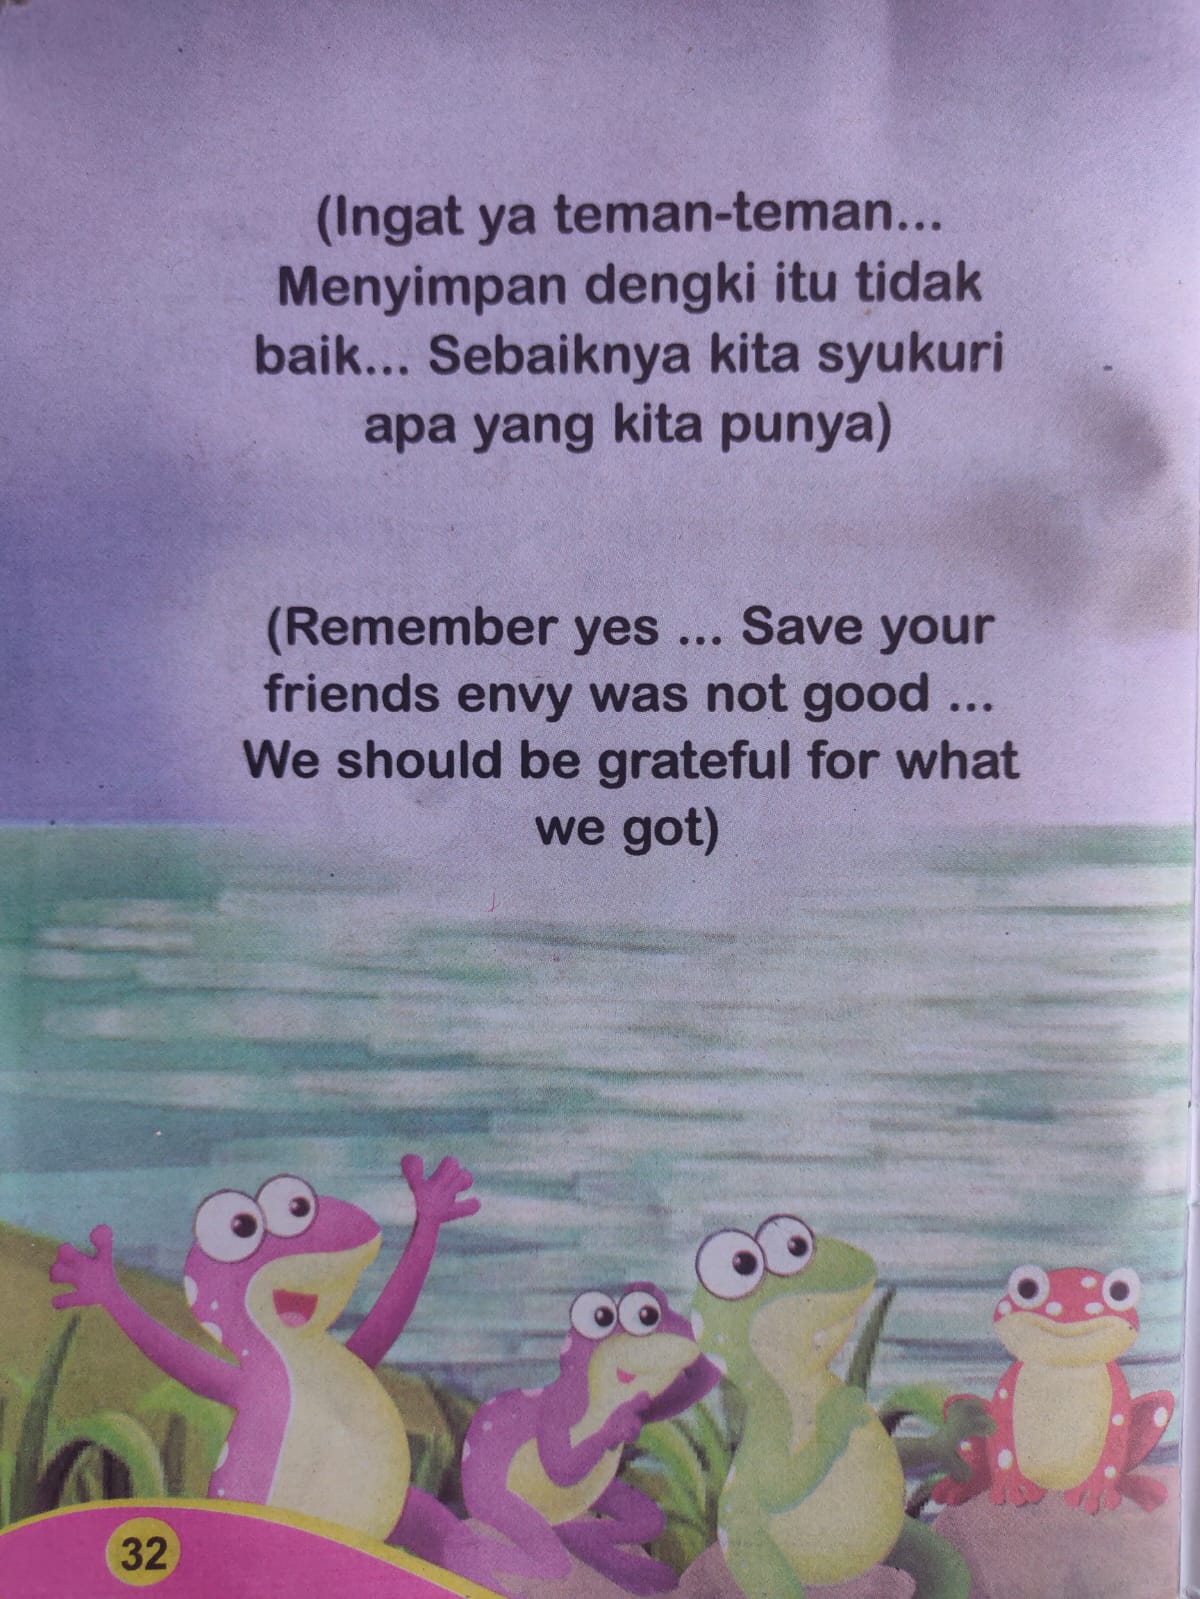 (Ingat ya teman-teman...
Menyimpan dengki itu tidak
baik... Sebaiknya kita syukuri
apa yang kita punya)
(Remember yes ... Save your
friends envy was not good ...
We should be grateful for what
we got)
32